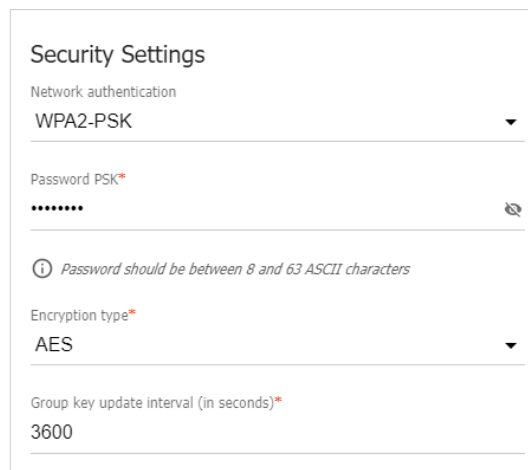 Security Settings
Network authentication
WPA2-PSK
Password PSK*
••••••••
Password should be between 8 and 63 ASCII characters
Encryption type*
AES
Group key update interval (in seconds)*
3600